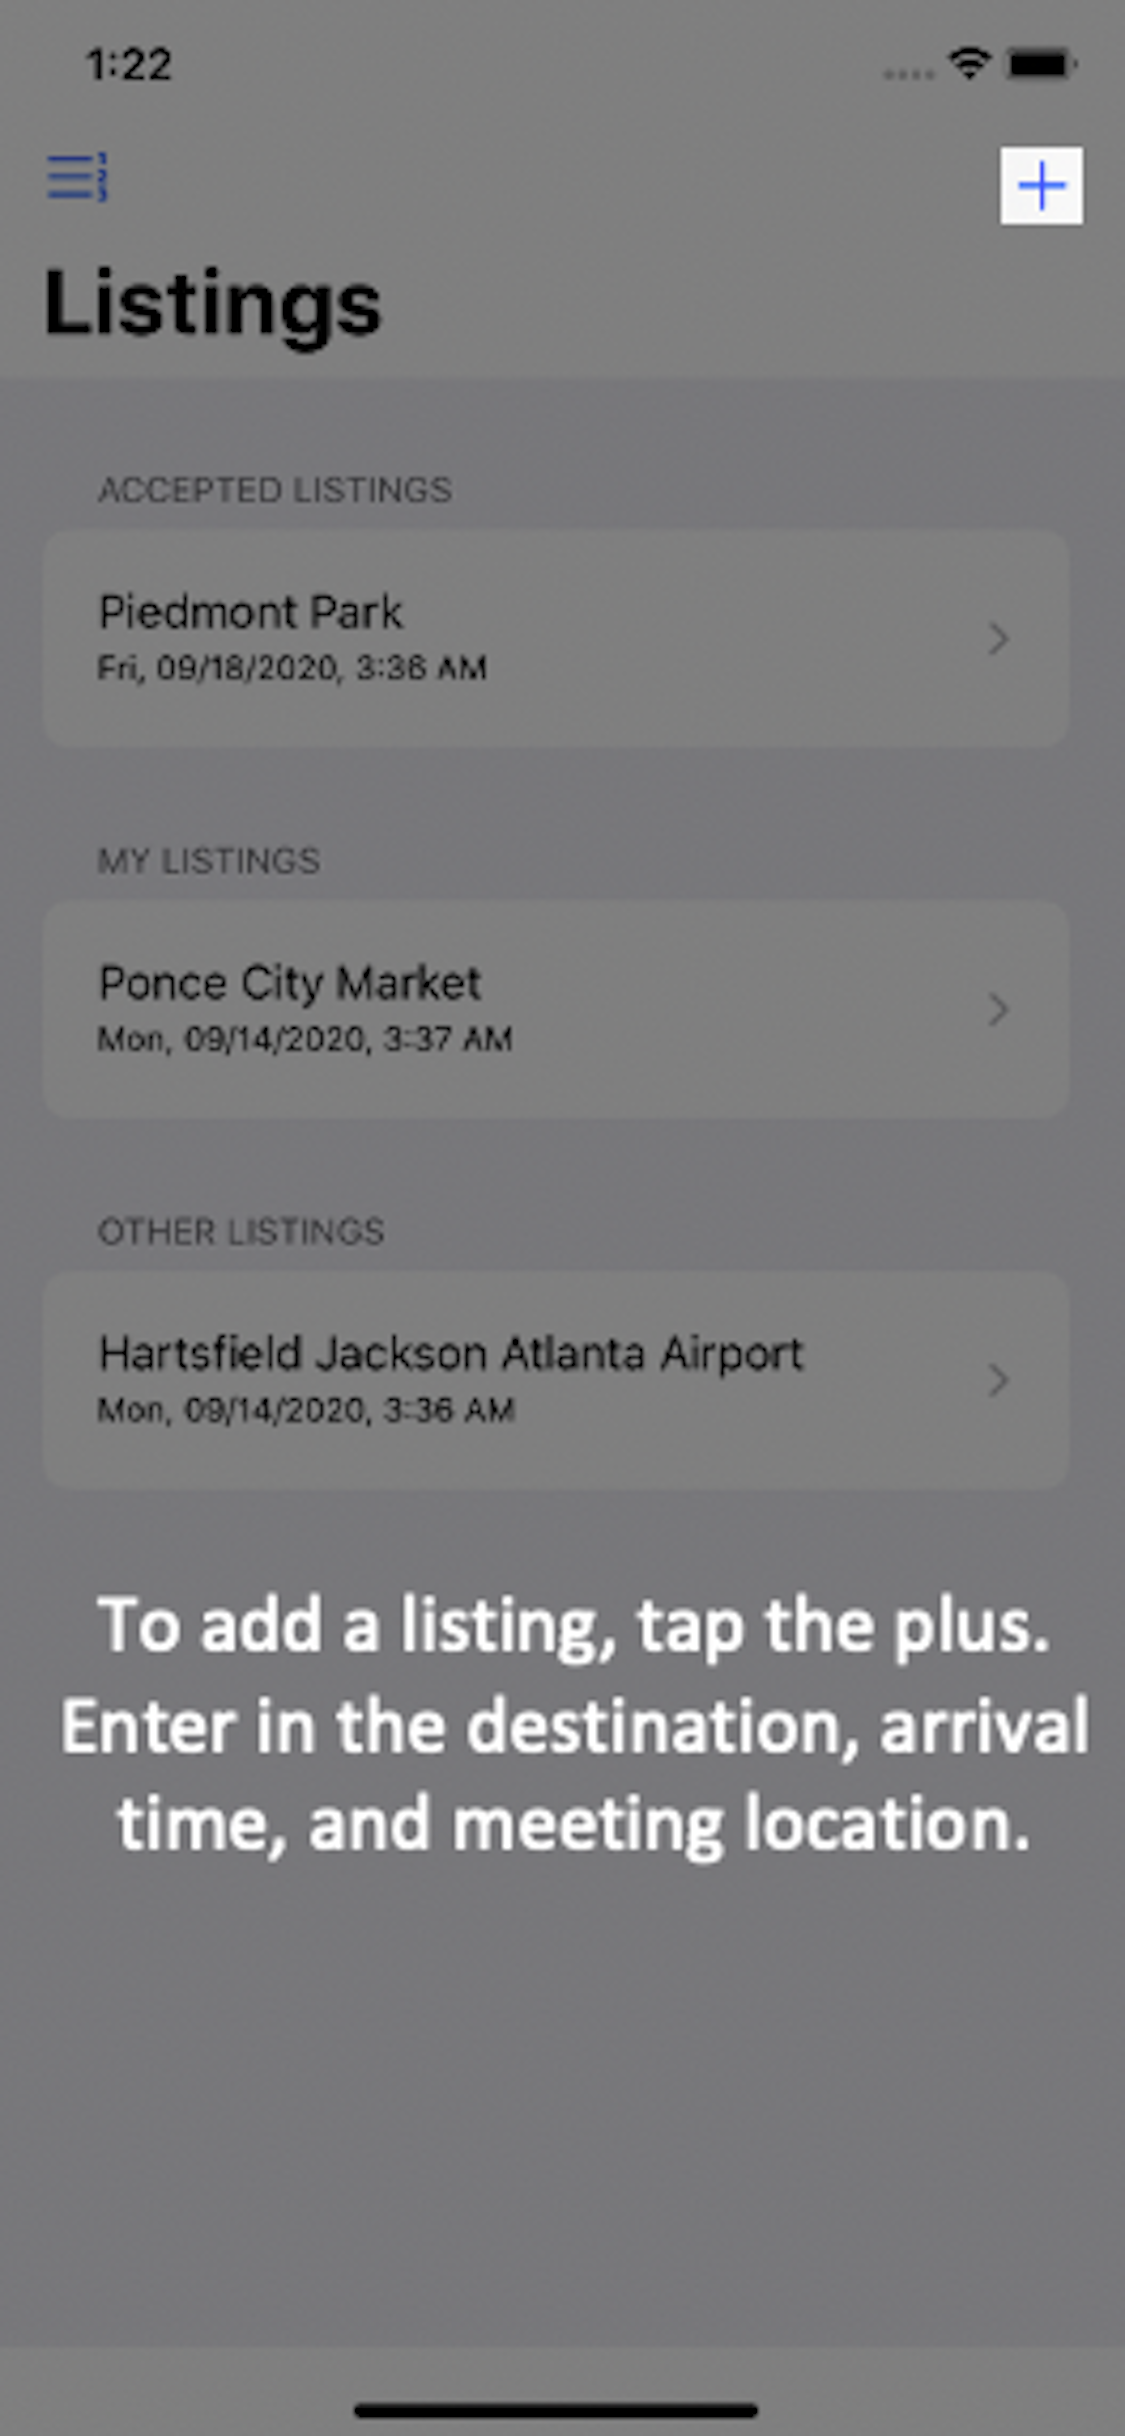 1:22
Listings
ACCEPTED LISTINGS
Piedmont Park
Fri, 09/18/2020, 3:36 AM
MY LISTINGS
Ponce City Market
Mon, 09/14/2020, 3:37 AM
OTHER LISTINGS
Hartsfield Jackson Atlanta Airport
Mon, 09/14/2020, 3:36 AM
To add a listing, tap the plus.
Enter in the destination, arrival
time, and meeting location.